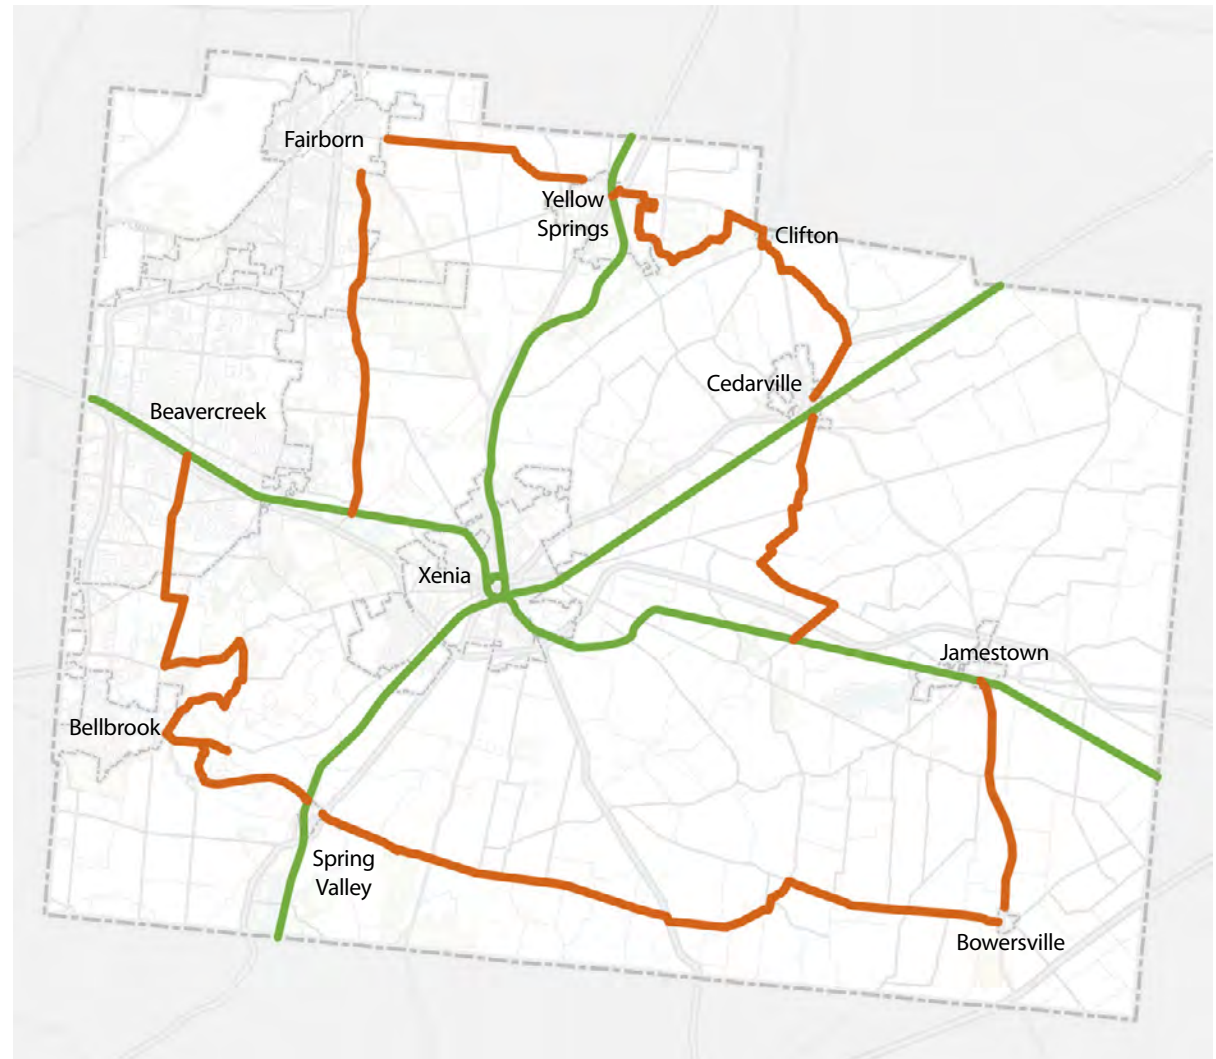 Fairborn
Yellow
Springs
Clifton
Cedarville
Beavercreek
Xenia
Jamestown
Bellbrook
Spring
Valley
Bowersville